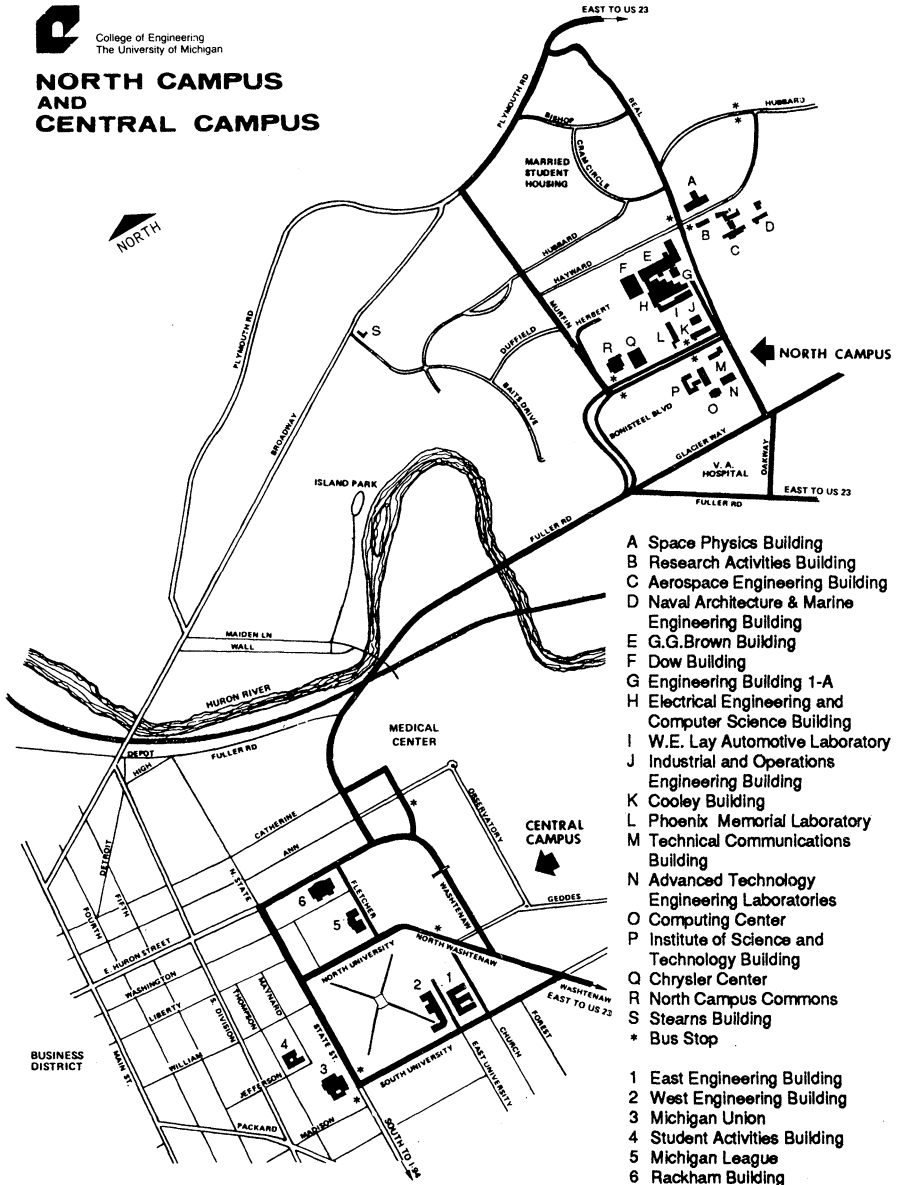 College of Engineering
The University of Michigan
NORTH CAMPUS
AND
CENTRAL CAMPUS
EAST TO US 23
PLYMOUTH RD
BEAL
BISHOP
HUBBARD
CRAM CIRCLE
MARRIED
STUDENT
HOUSING
A
NORTH
B
C
D
HUBBARD
HAYWARD
E
F
G
H
I
J
MURFIN
HERBERT
PLYMOUTH RD
S
DUFFIELD
R
Q
L
K
NORTH CAMPUS
M
P
N
O
BAITS DRIVE
BONISTEEL BLVD
BROADWAY
GLACIER WAY
V. A.
HOSPITAL
OAKWAY
ISLAND PARK
EAST TO US 23
FULLER RD
FULLER RD
A Space Physics Building
B Research Activities Building
C Aerospace Engineering Building
D Naval Architecture & Marine
Engineering Building
E G.G.Brown Building
F Dow Building
G Engineering Building 1-A
H Electrical Engineering and
Computer Science Building
I W.E. Lay Automotive Laboratory
J Industrial and Operations
Engineering Building
K Cooley Building
L Phoenix Memorial Laboratory
M Technical Communications
Building
N Advanced Technology
Engineering Laboratories
O Computing Center
P Institute of Science and
Technology Building
Q Chrysler Center
R North Campus Commons
S Stearns Building
* Bus Stop
1 East Engineering Building
2 West Engineering Building
3 Michigan Union
4 Student Activities Building
5 Michigan League
6 Rackham Building
MAIDEN LN
WALL
HURON RIVER
MEDICAL
CENTER
DEPOT
FULLER RD
HIGH
OBSERVATORY
CATHERINE
ANN
CENTRAL
CAMPUS
DETROIT
N. STATE
FIFTH
FOURTH
6
FLETCHER
WASHTENAW
GEDDES
5
E. HURON STREET
NORTH UNIVERSITY
NORTH WASHTENAW
WASHINGTON
MAYNARD
THOMPSON
S. DIVISION
LIBERTY
2
1
WASHTENAW
EAST TO US 23
STATE ST.
FOREST
CHURCH
4
WILLIAM
BUSINESS
DISTRICT
MAIN ST.
3
SOUTH UNIVERSITY
EAST UNIVERSITY
JEFFERSON
MADISON
PACKARD
SOUTH TO I-94